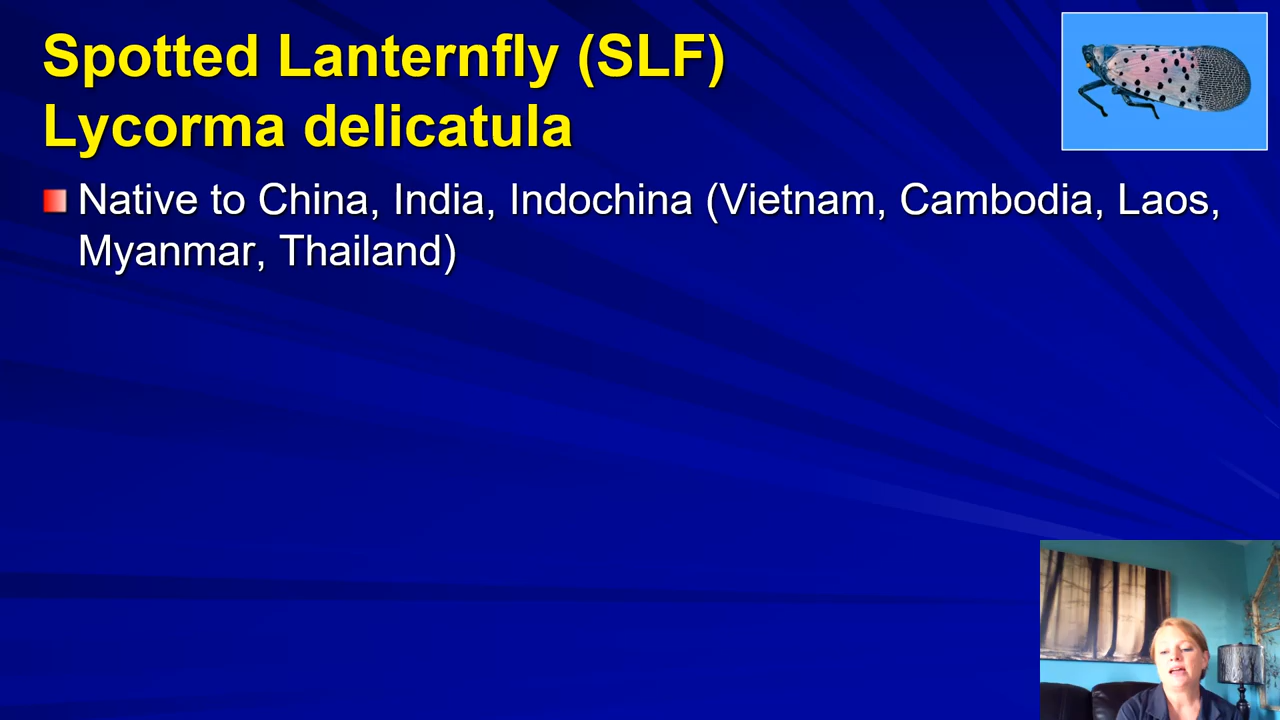 Spotted Lanternfly (SLF)
Lycorma delicatula
Native to China, India, Indochina (Vietnam, Cambodia, Laos,
Myanmar, Thailand)